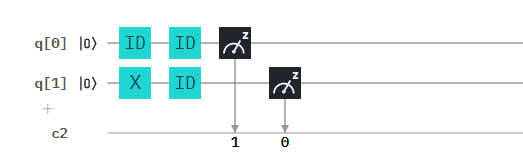 q[0] |0⟩ ID ID z
q[1] |0⟩ X ID z
+
c2
1 0